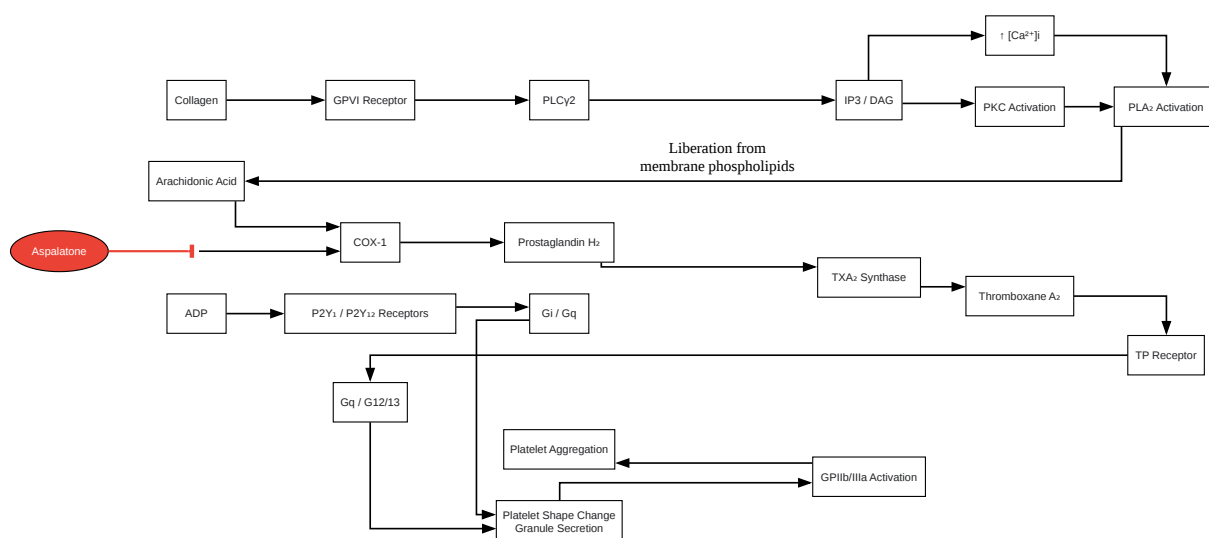 ↑ [Ca²⁺]i
Collagen
GPVI Receptor
PLCγ2
IP3 / DAG
PKC Activation
PLA₂ Activation
Liberation from
membrane phospholipids
Arachidonic Acid
Aspalatone
COX-1
Prostaglandin H₂
TXA₂ Synthase
Thromboxane A₂
ADP
P2Y₁ / P2Y₁₂ Receptors
Gi / Gq
TP Receptor
Gq / G12/13
Platelet Aggregation
GPIIb/IIIa Activation
Platelet Shape Change
Granule Secretion